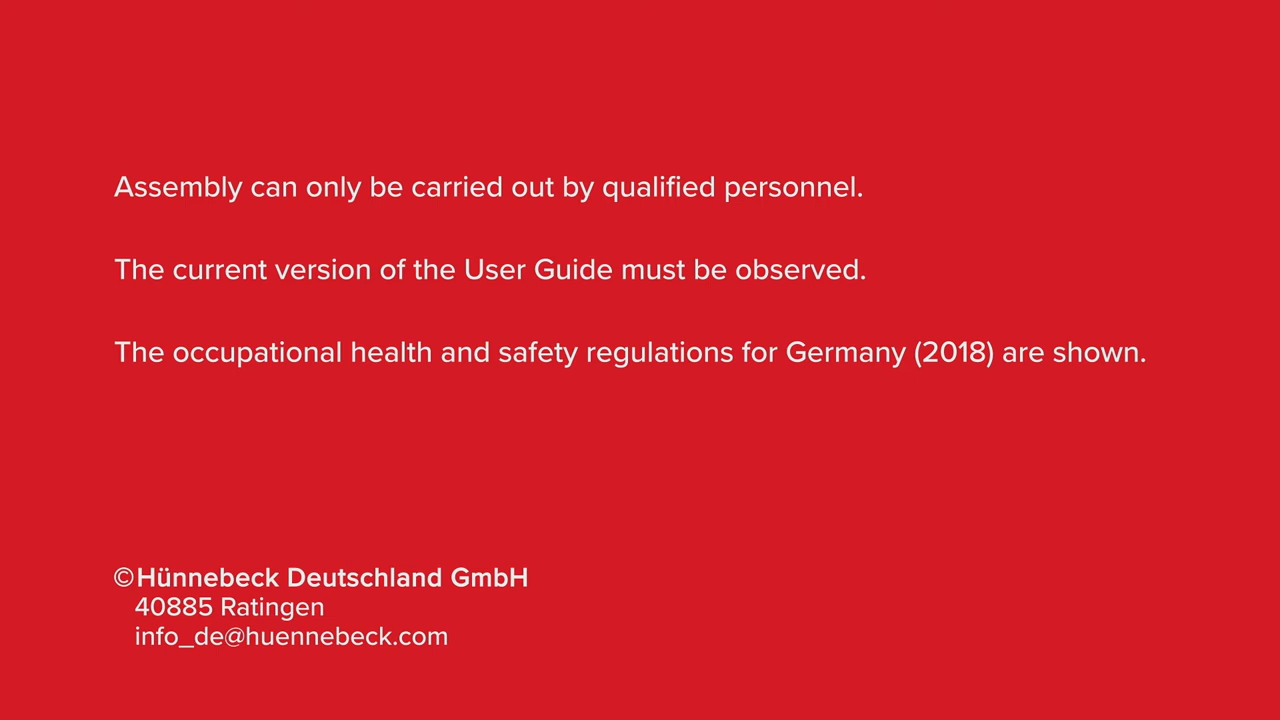 Assembly can only be carried out by qualified personnel.
The current version of the User Guide must be observed.
The occupational health and safety regulations for Germany (2018) are shown.
©Hünnebeck Deutschland GmbH
40885 Ratingen
info_de@huennebeck.com